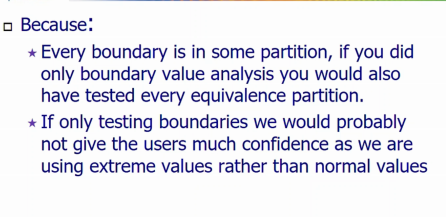 Because:
Every boundary is in some partition, if you did
only boundary value analysis you would also
have tested every equivalence partition.
If only testing boundaries we would probably
not give the users much confidence as we are
using extreme values rather than normal values